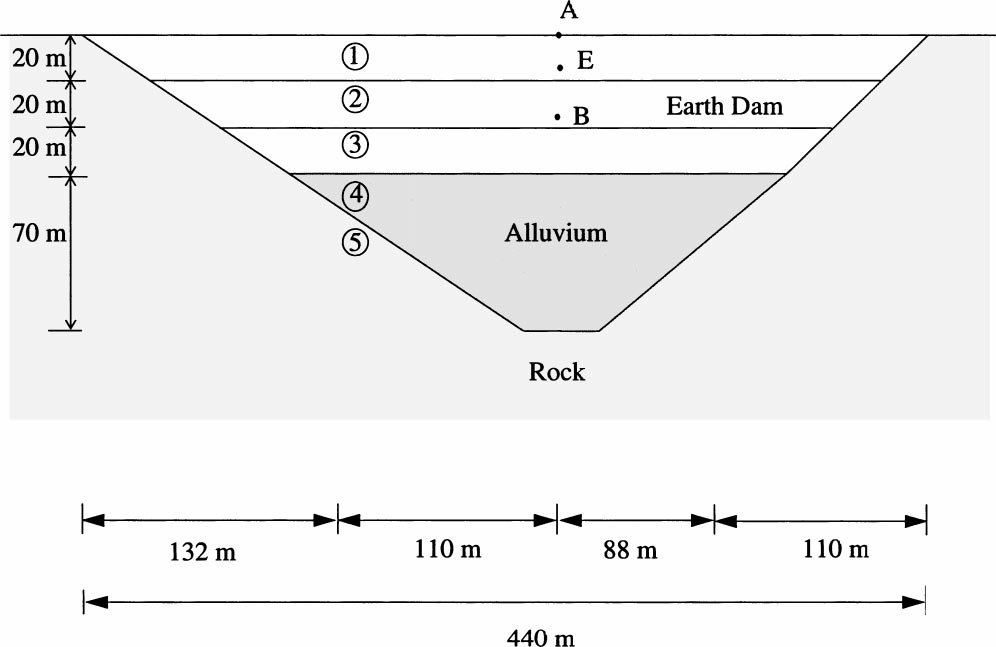 A
20 m
①
E
20 m
②
B
Earth Dam
20 m
③
④
70 m
⑤
Alluvium
Rock
132 m
110 m
88 m
110 m
440 m